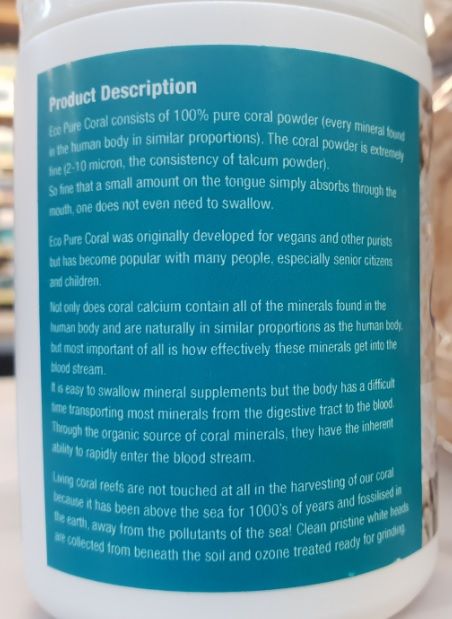 Product Description
Eco Pure Coral consists of 100% pure coral powder (every mineral found
in the human body in similar proportions). The coral powder is extremely
fine (2-10 micron, the consistency of talcum powder).
So fine that a small amount on the tongue simply absorbs through the
mouth, one does not even need to swallow.
Eco Pure Coral was originally developed for vegans and other purists
but has become popular with many people, especially senior citizens
and children.
Not only does coral calcium contain all of the minerals found in the
human body and are naturally in similar proportions as the human body,
but most important of all is how effectively these minerals get into the
blood stream.
It is easy to swallow mineral supplements but the body has a difficult
time transporting most minerals from the digestive tract to the blood.
Through the organic source of coral minerals, they have the inherent
ability to rapidly enter the blood stream.
Living coral reefs are not touched at all in the harvesting of our coral
because it has been above the sea for 1000's of years and fossilised in
the earth, away from the pollutants of the sea! Clean pristine white heads
are collected from beneath the soil and ozone treated ready for grinding.